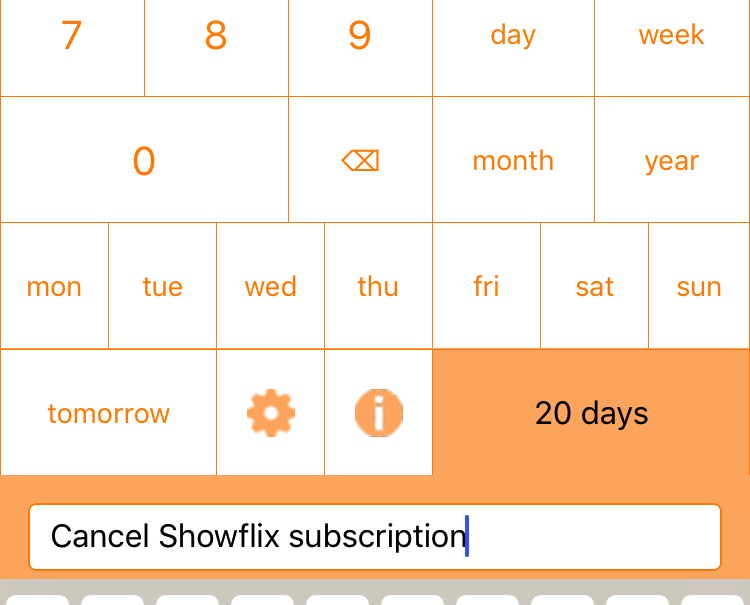 7 8 9 day week
0 ⌫ month year
mon tue wed thu fri sat sun
tomorrow 20 days
Cancel Showflix subscription